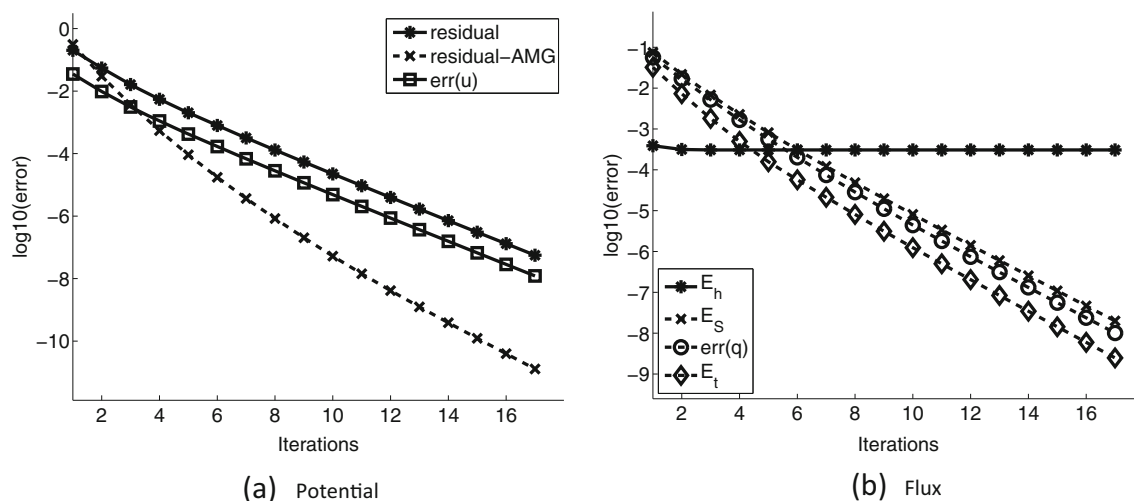 0
−2
−4
−6
−8
−10
log10(error)
2 4 6 8 10 12 14 16
Iterations
residual
residual−AMG
err(u)
(a) Potential
−1
−2
−3
−4
−5
−6
−7
−8
−9
log10(error)
2 4 6 8 10 12 14 16
Iterations
E_h
E_S
err(q)
E_t
(b) Flux